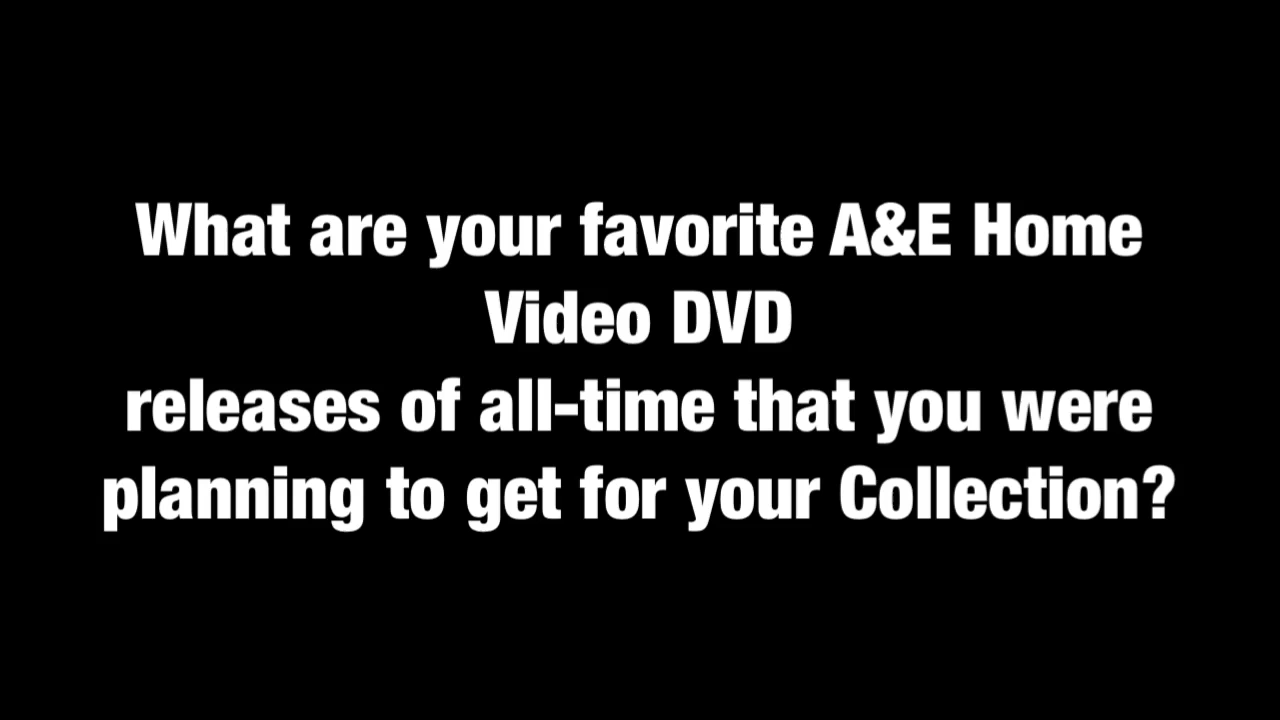 What are your favorite A&E Home
Video DVD
releases of all-time that you were
planning to get for your Collection?